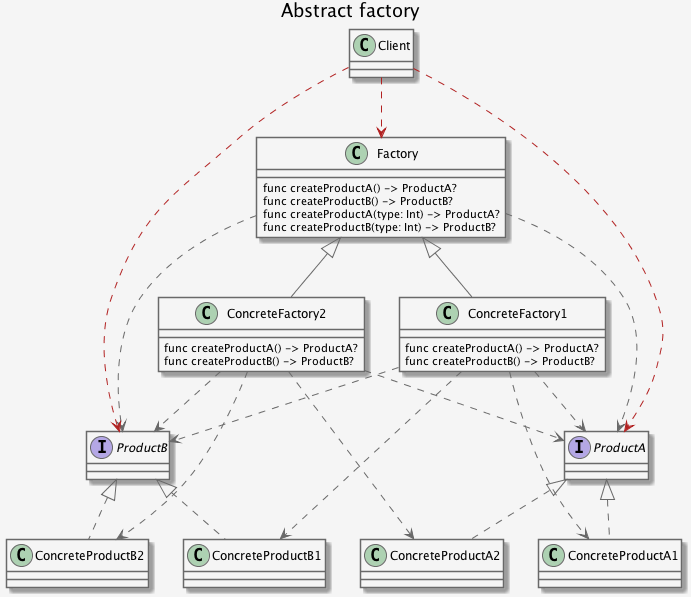 Abstract factory
C Client
C Factory
func createProductA() -> ProductA?
func createProductB() -> ProductB?
func createProductA(type: Int) -> ProductA?
func createProductB(type: Int) -> ProductB?
C ConcreteFactory2
func createProductA() -> ProductA?
func createProductB() -> ProductB?
C ConcreteFactory1
func createProductA() -> ProductA?
func createProductB() -> ProductB?
I ProductB
I ProductA
C ConcreteProductB2
C ConcreteProductB1
C ConcreteProductA2
C ConcreteProductA1